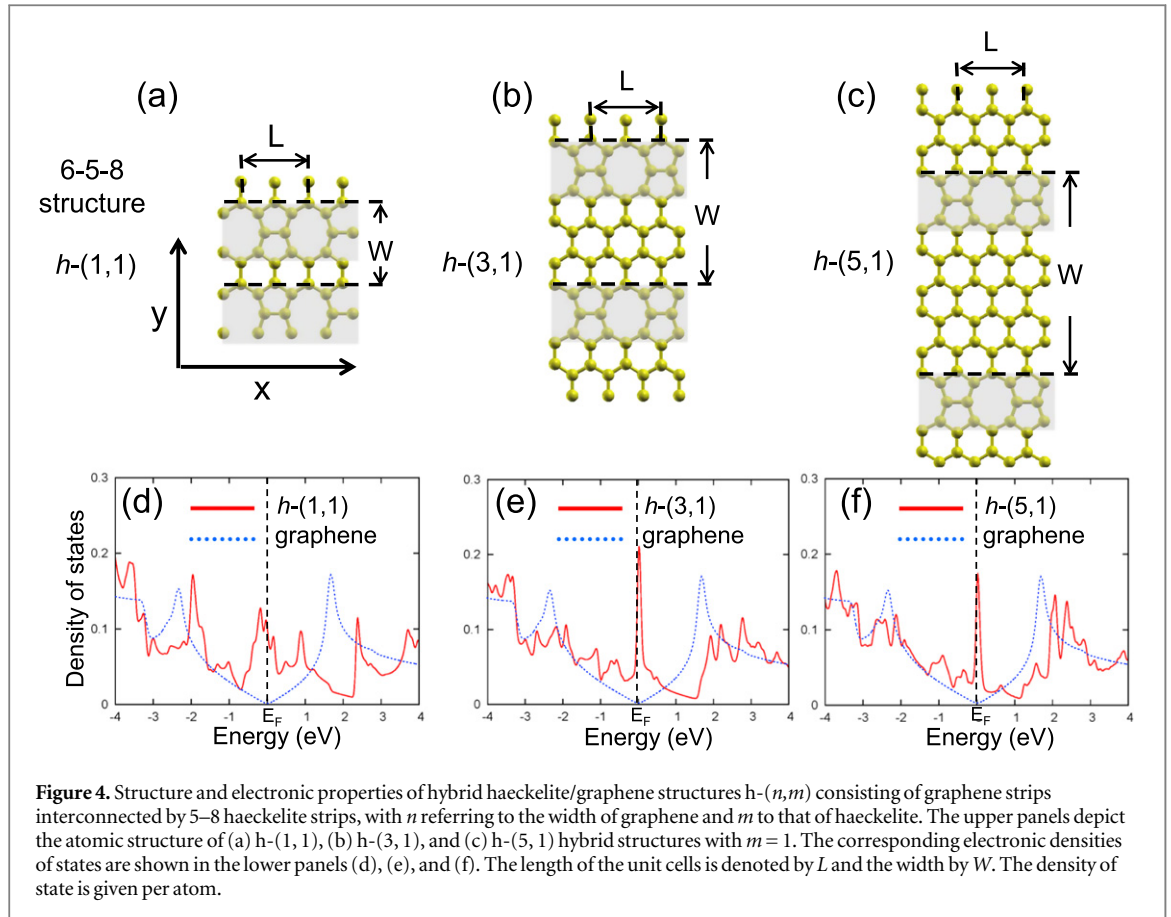 (a)
(b)
(c)
L
L
L
6-5-8
structure
h-(1,1)
W
h-(3,1)
W
h-(5,1)
W
y
x
0.3
0.2
0.1
0
Density of states
(d)
h-(1,1)
graphene
-4 -3 -2 -1 E_F 1 2 3 4
Energy (eV)
0.3
0.2
0.1
0
(e)
h-(3,1)
graphene
-4 -3 -2 -1 E_F 1 2 3 4
Energy (eV)
0.3
0.2
0.1
0
(f)
h-(5,1)
graphene
-4 -3 -2 -1 E_F 1 2 3 4
Energy (eV)
Figure 4. Structure and electronic properties of hybrid haeckelite/graphene structures h-(n,m) consisting of graphene strips
interconnected by 5–8 haeckelite strips, with n referring to the width of graphene and m to that of haeckelite. The upper panels depict
the atomic structure of (a) h-(1, 1), (b) h-(3, 1), and (c) h-(5, 1) hybrid structures with m = 1. The corresponding electronic densities
of states are shown in the lower panels (d), (e), and (f). The length of the unit cells is denoted by L and the width by W. The density of
state is given per atom.